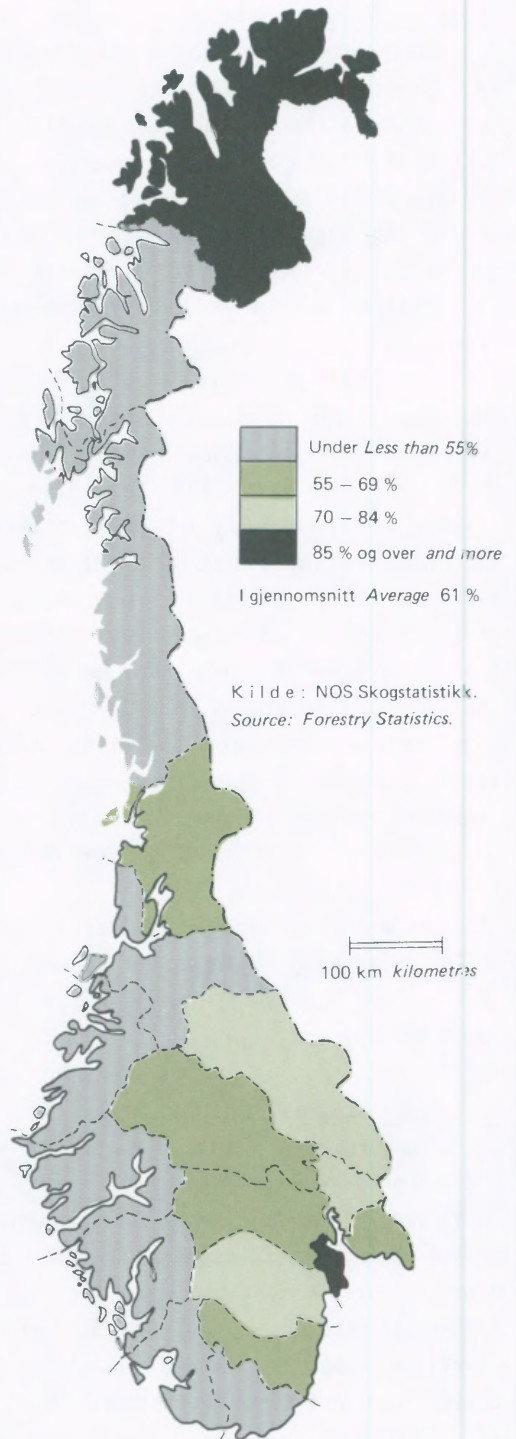 Under Less than 55%
55 – 69 %
70 – 84 %
85 % og over and more
I gjennomsnitt Average 61 %
Kilde: NOS Skogstatistikk.
Source: Forestry Statistics.
100 km kilometres